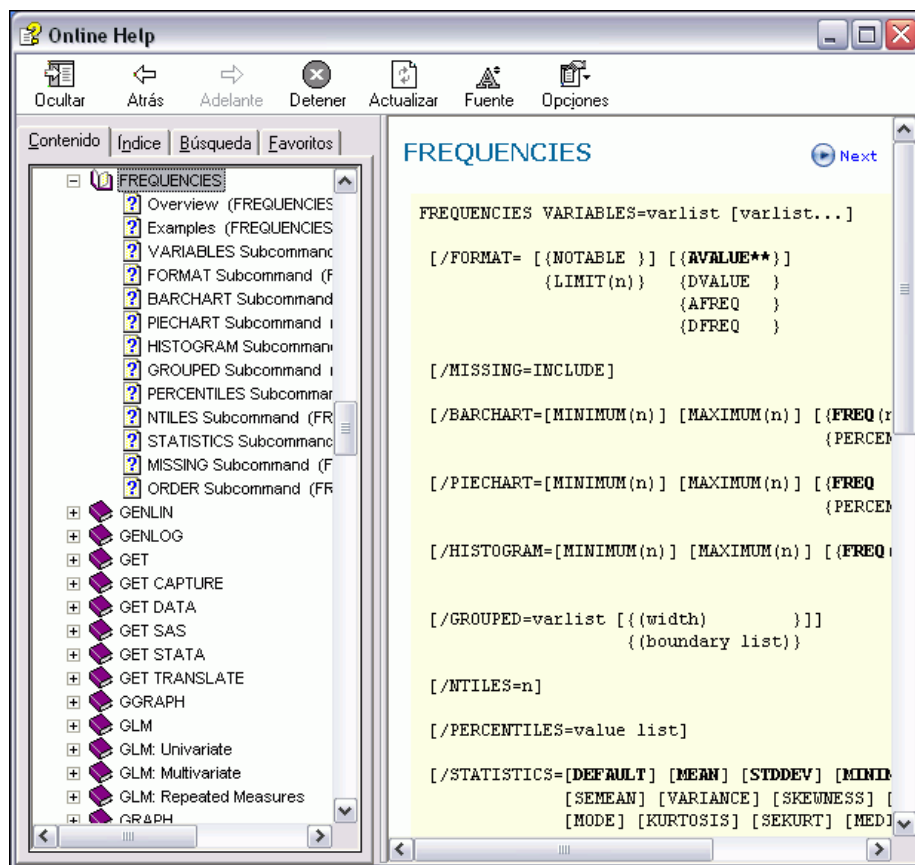 Online Help
Ocultar Atrás Adelante Detener Actualizar Fuente Opciones
Contenido Índice Búsqueda Favoritos
FREQUENCIES
Overview (FREQUENCIES
Examples (FREQUENCIES
VARIABLES Subcommand
FORMAT Subcommand (F
BARCHART Subcommand
PIECHART Subcommand
HISTOGRAM Subcomman
GROUPED Subcommand
PERCENTILES Subcommar
NTILES Subcommand (FR
STATISTICS Subcommanc
MISSING Subcommand (F
ORDER Subcommand (FR
GENLIN
GENLOG
GET
GET CAPTURE
GET DATA
GET SAS
GET STATA
GET TRANSLATE
GGRAPH
GLM
GLM: Univariate
GLM: Multivariate
GLM: Repeated Measures
GRAPH
FREQUENCIES
Next
FREQUENCIES VARIABLES=varlist [varlist...]
[/FORMAT= [{NOTABLE }] [{AVALUE**}]
{LIMIT(n)} {DVALUE }
{AFREQ }
{DFREQ }
[/MISSING=INCLUDE]
[/BARCHART=[MINIMUM(n)] [MAXIMUM(n)] [{FREQ(n
{PERCEN
[/PIECHART=[MINIMUM(n)] [MAXIMUM(n)] [{FREQ
{PERCEN
[/HISTOGRAM=[MINIMUM(n)] [MAXIMUM(n)] [{FREQ
[/GROUPED=varlist [{(width) }]]
{(boundary list)}
[/NTILES=n]
[/PERCENTILES=value list]
[/STATISTICS=[DEFAULT] [MEAN] [STDDEV] [MINIM
[SEMEAN] [VARIANCE] [SKEWNESS] [
[MODE] [KURTOSIS] [SEKURT] [MEDI